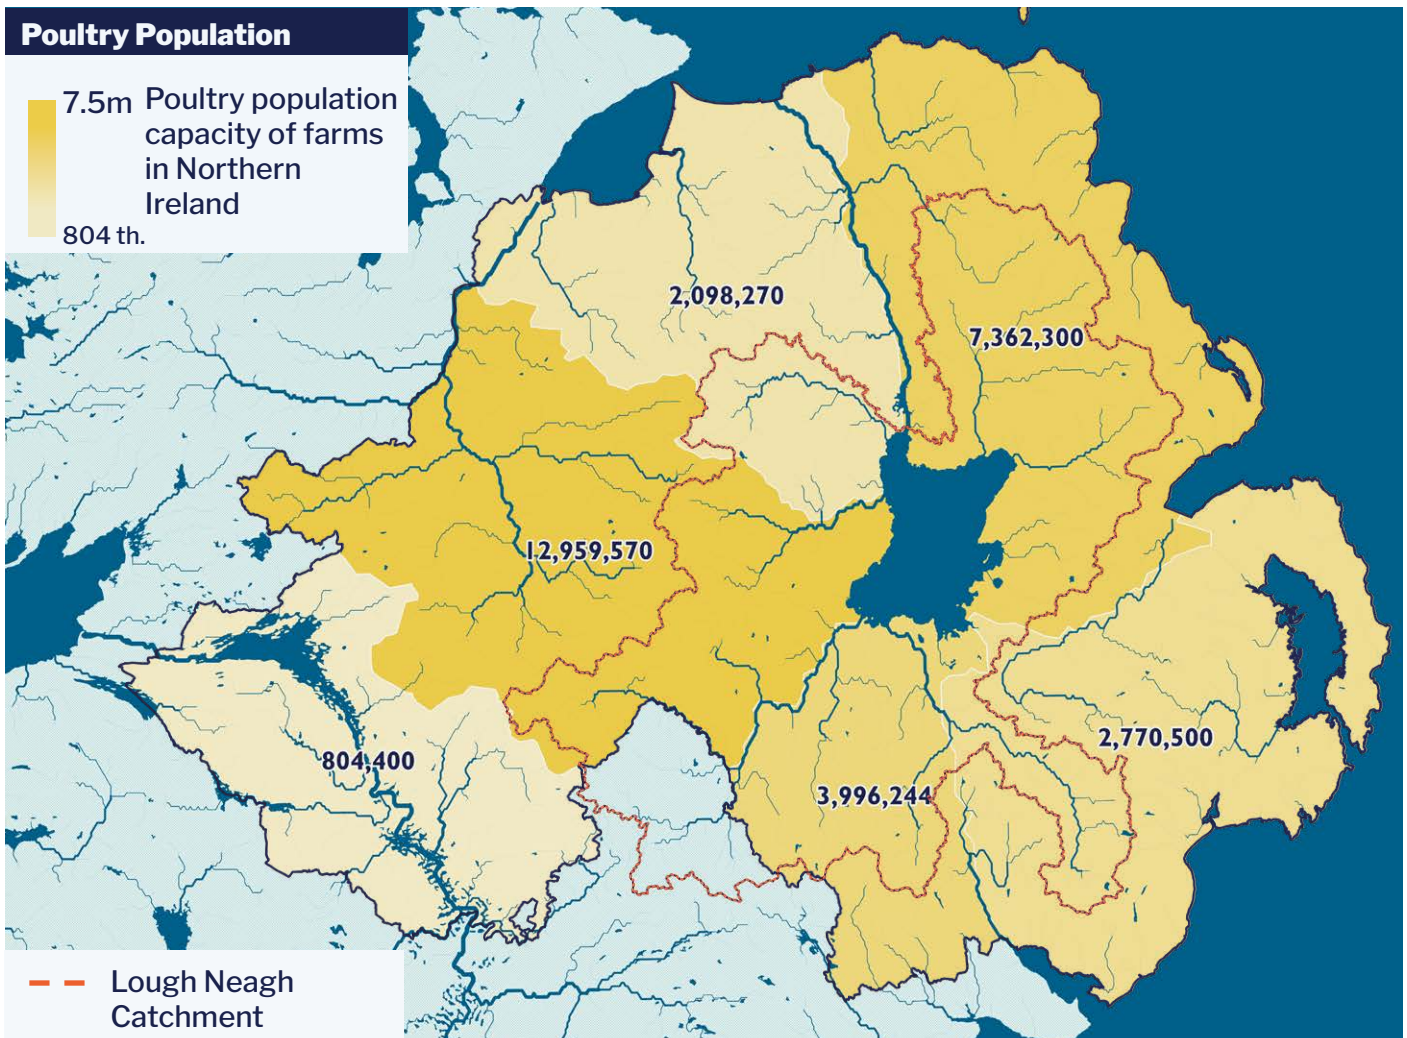 Poultry Population
7.5m
Poultry population
capacity of farms
in Northern
Ireland
804 th.
2,098,270
7,362,300
12,959,570
2,770,500
804,400
3,996,244
Lough Neagh
Catchment